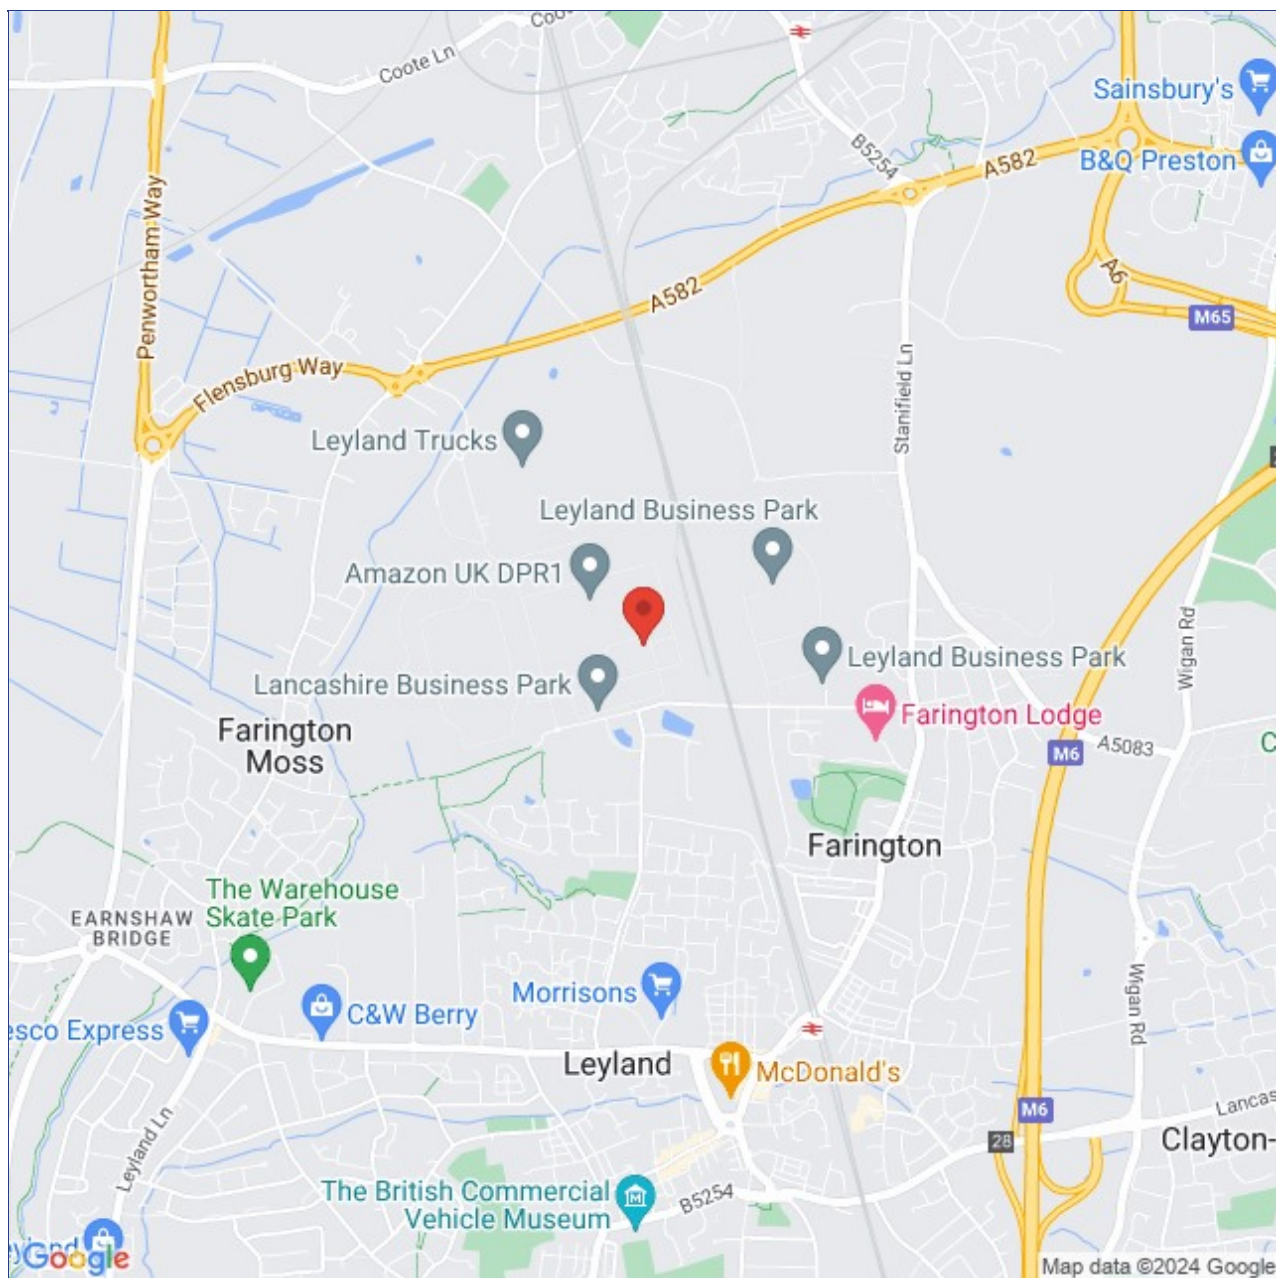 Coote Ln
Sainsbury's
B&Q Preston
B5254
A582
Penwortham Way
A6
M65
A582
Flensburg Way
Stanifield Ln
Leyland Trucks
Leyland Business Park
Amazon UK DPR1
Wigan Rd
Leyland Business Park
Lancashire Business Park
Farington Lodge
Farington
Moss
M6
A5083
Farington
The Warehouse
Skate Park
EARNSHAW
BRIDGE
Wigan Rd
Morrisons
C&W Berry
esco Express
Leyland
McDonald's
M6
Lancas
28
Clayton-
Leyland Ln
The British Commercial
Vehicle Museum
B5254
Google
Map data ©2024 Google